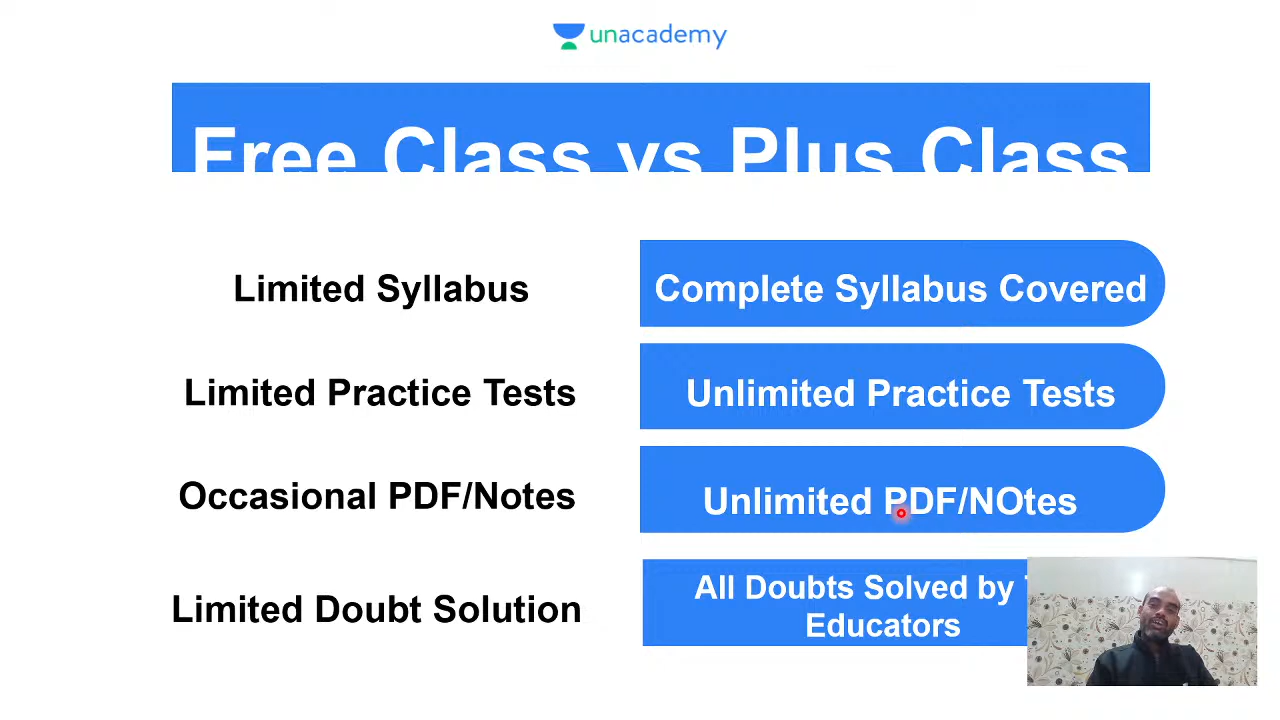 unacademy
Free Class vs Plus Class
Limited Syllabus
Complete Syllabus Covered
Limited Practice Tests
Unlimited Practice Tests
Occasional PDF/Notes
Unlimited PDF/NOtes
Limited Doubt Solution
All Doubts Solved by
Educators